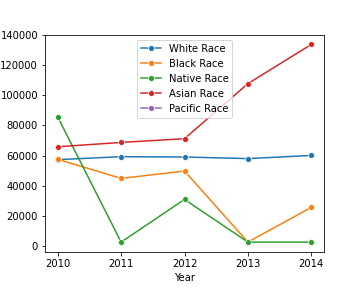 140000
120000
100000
80000
60000
40000
20000
0
White Race
Black Race
Native Race
Asian Race
Pacific Race
2010 2011 2012 2013 2014
Year